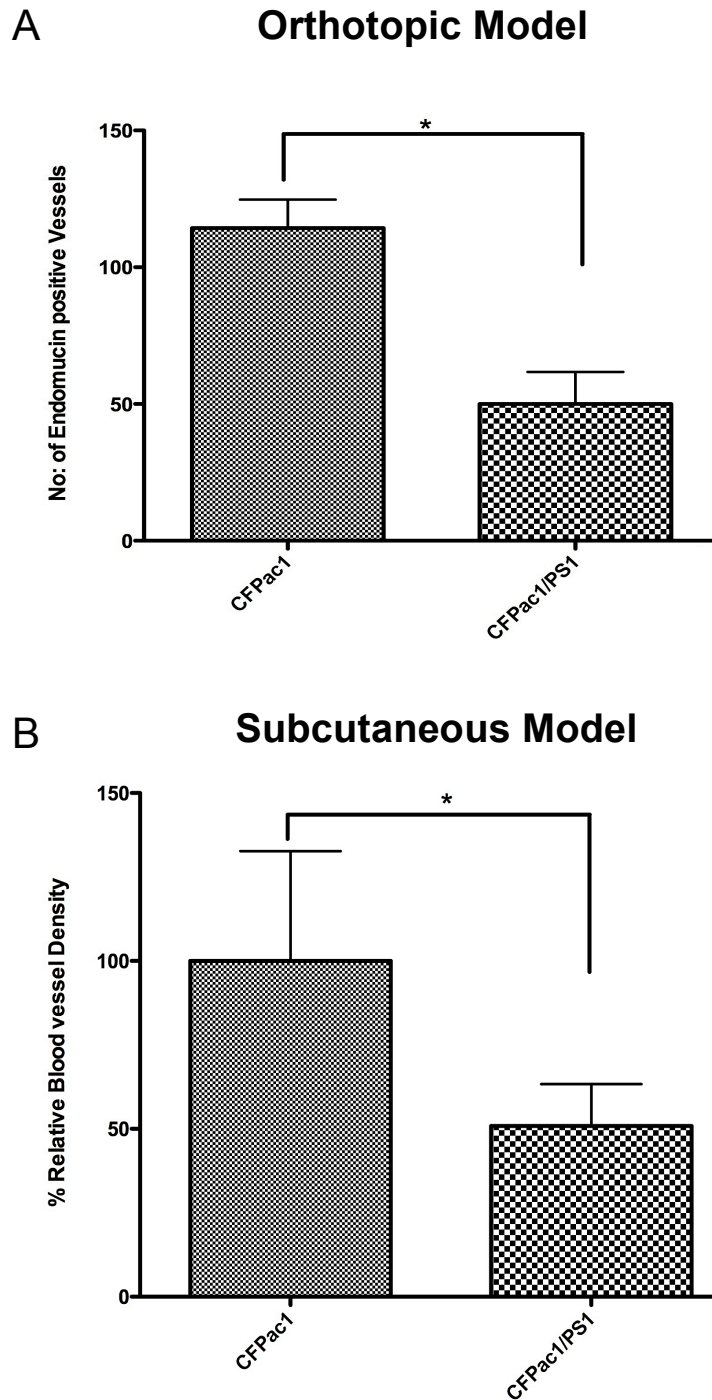 A
Orthotopic Model
No: of Endomucin positive Vessels
150
*
100
50
0
CFPac1
CFPac1/PS1
B
Subcutaneous Model
% Relative Blood vessel Density
150
*
100
50
0
CFPac1
CFPac1/PS1